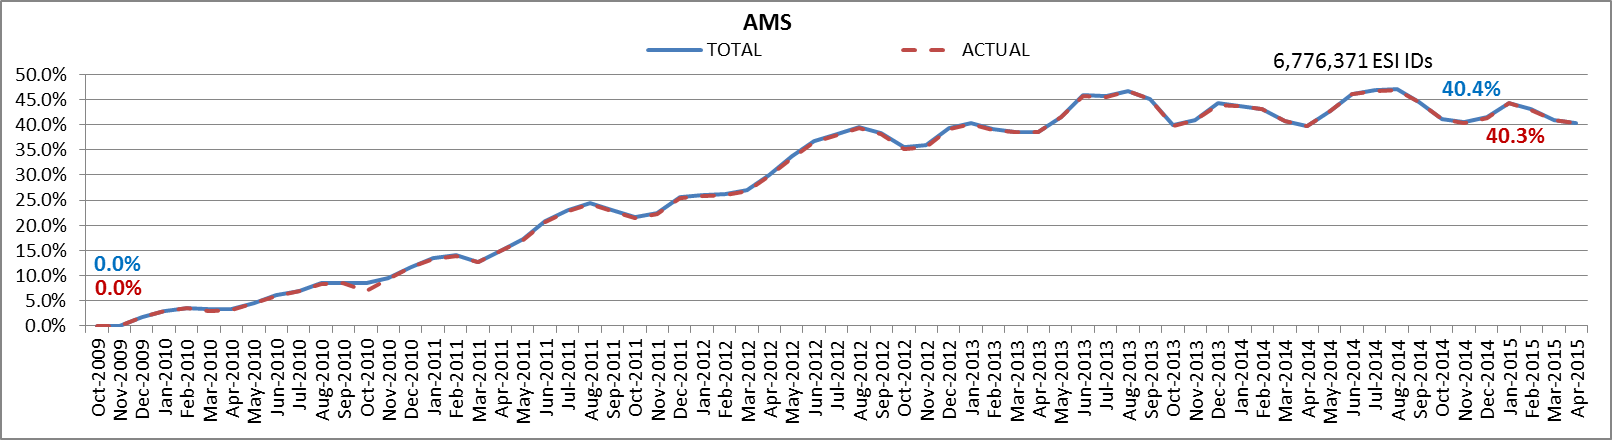 AMS
TOTAL ACTUAL
6,776,371 ESI IDs
50.0%
45.0%
40.0%
35.0%
30.0%
25.0%
20.0%
15.0%
10.0%
5.0%
0.0%
40.4%
40.3%
0.0%
0.0%
Oct-2009
Nov-2009
Dec-2009
Jan-2010
Feb-2010
Mar-2010
Apr-2010
May-2010
Jun-2010
Jul-2010
Aug-2010
Sep-2010
Oct-2010
Nov-2010
Dec-2010
Jan-2011
Feb-2011
Mar-2011
Apr-2011
May-2011
Jun-2011
Jul-2011
Aug-2011
Sep-2011
Oct-2011
Nov-2011
Dec-2011
Jan-2012
Feb-2012
Mar-2012
Apr-2012
May-2012
Jun-2012
Jul-2012
Aug-2012
Sep-2012
Oct-2012
Nov-2012
Dec-2012
Jan-2013
Feb-2013
Mar-2013
Apr-2013
May-2013
Jun-2013
Jul-2013
Aug-2013
Sep-2013
Oct-2013
Nov-2013
Dec-2013
Jan-2014
Feb-2014
Mar-2014
Apr-2014
May-2014
Jun-2014
Jul-2014
Aug-2014
Sep-2014
Oct-2014
Nov-2014
Dec-2014
Jan-2015
Feb-2015
Mar-2015
Apr-2015